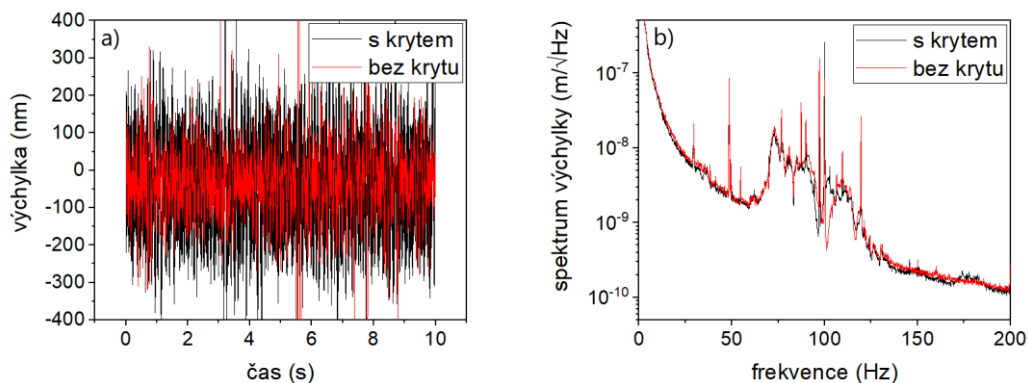 a)
s krytem
bez krytu
výchylka (nm)
400
300
200
100
0
-100
-200
-300
-400
0 2 4 6 8 10
čas (s)
b)
s krytem
bez krytu
spektrum výchylky (m/√Hz)
10⁻⁷
10⁻⁸
10⁻⁹
10⁻¹⁰
0 50 100 150 200
frekvence (Hz)